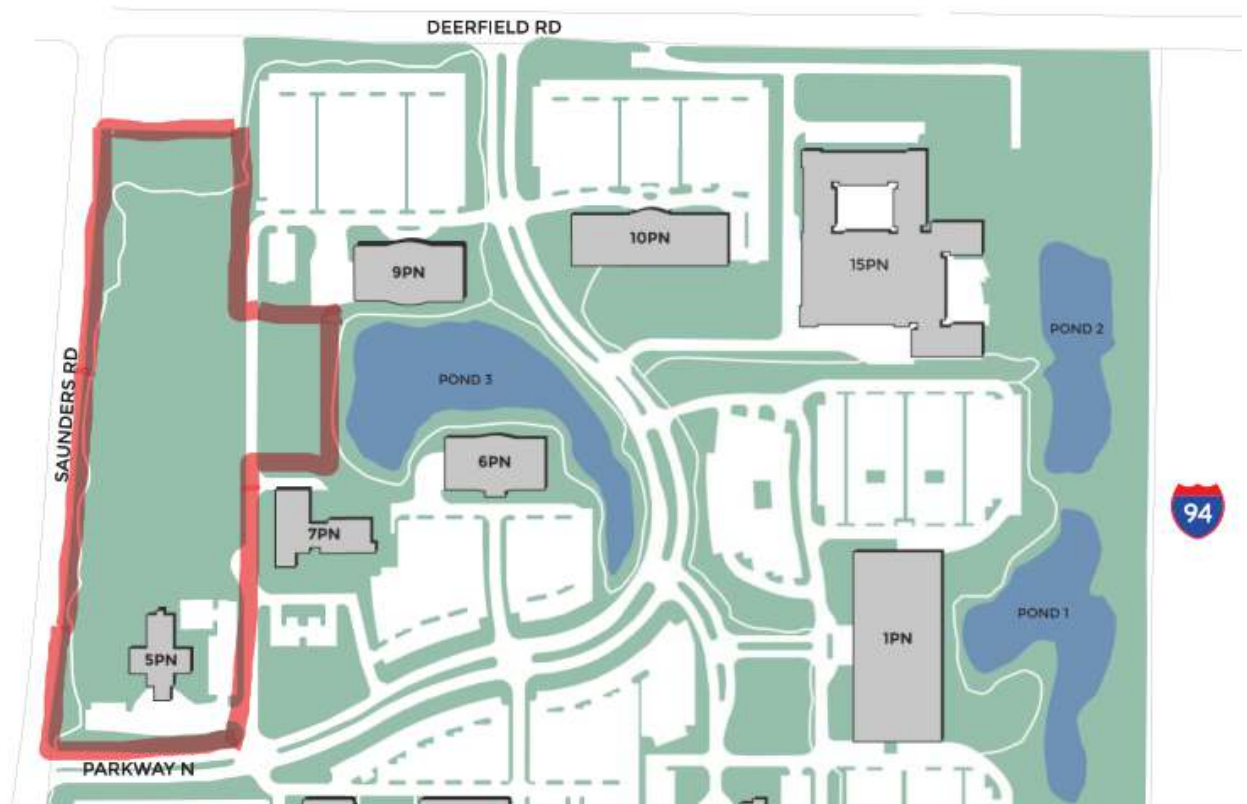 DEERFIELD RD
10PN
9PN
15PN
POND 2
POND 3
SAUNDERS RD
6PN
94
7PN
POND 1
1PN
5PN
PARKWAY N